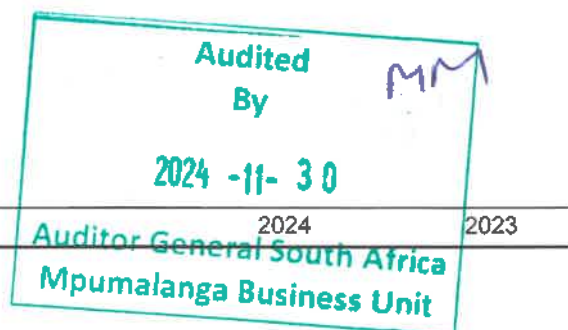 Audited
MM
By
2024 -11- 30
2024 2023
Auditor General South Africa
Mpumalanga Business Unit